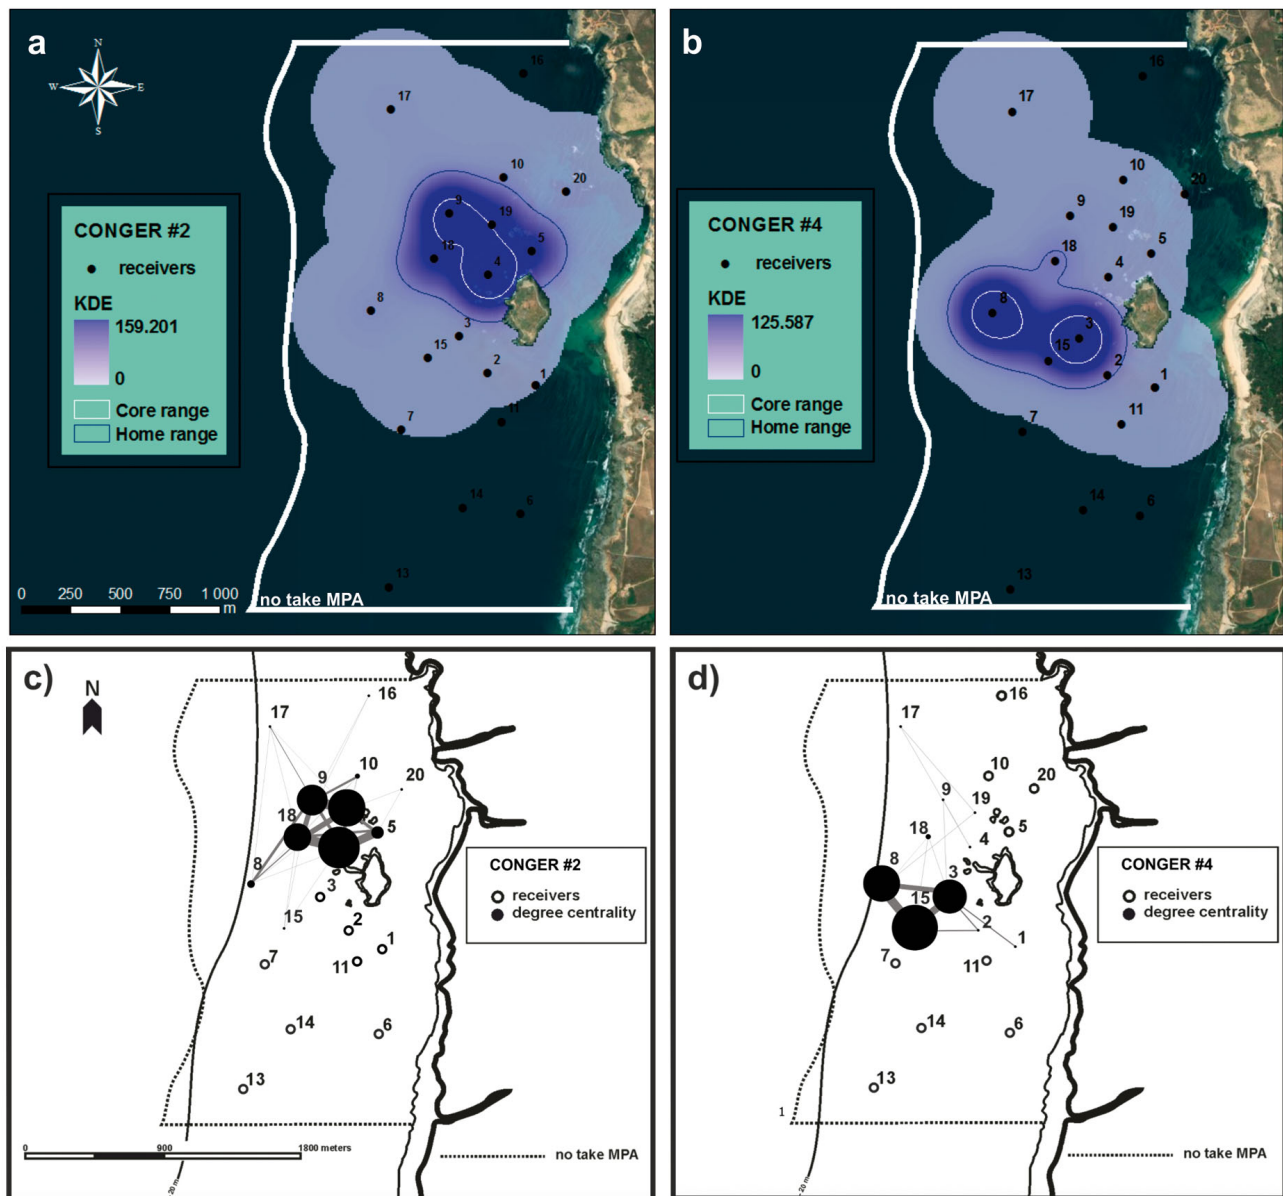 a
N
W
E
S
16
17
10
20
9
19
5
18
4
8
3
15
2
1
7
11
14
6
13
CONGER #2
receivers
KDE
159.201
0
Core range
Home range
0 250 500 750 1 000
m
no take MPA
b
16
17
10
20
9
19
5
18
4
8
3
15
2
1
7
11
14
6
13
CONGER #4
receivers
KDE
125.587
0
Core range
Home range
no take MPA
c)
N
16
17
9
10
20
18
5
8
3
15
2
1
7
11
14
6
13
CONGER #2
receivers
degree centrality
0 900 1800 meters
no take MPA
20 m
d)
16
17
10
20
9
19
18
5
4
8
3
15
2
1
7
11
14
6
13
1
CONGER #4
receivers
degree centrality
no take MPA
20 m